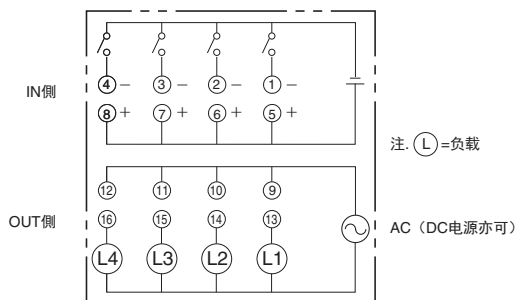 ④ − ③ − ② − ① −
IN側
⑧ + ⑦ + ⑥ + ⑤ +
注. Ⓛ=负载
⑫ ⑪ ⑩ ⑨
OUT側
⑯ ⑮ ⑭ ⑬
AC（DC电源亦可）
L4 L3 L2 L1